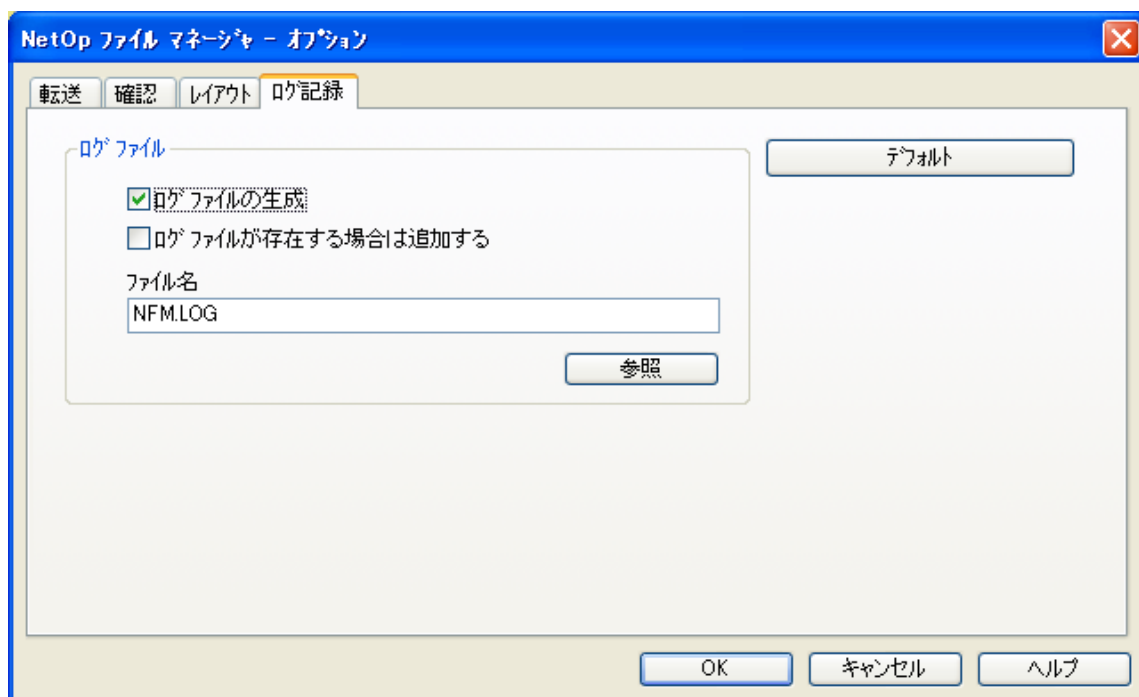 NetOp ファイル マネージャ - オプション
転送 確認 レイアウト ログ記録
ログ ファイル
デフォルト
ログ ファイルの生成
ログ ファイルが存在する場合は追加する
ファイル名
NFM.LOG
参照
OK キャンセル ヘルプ